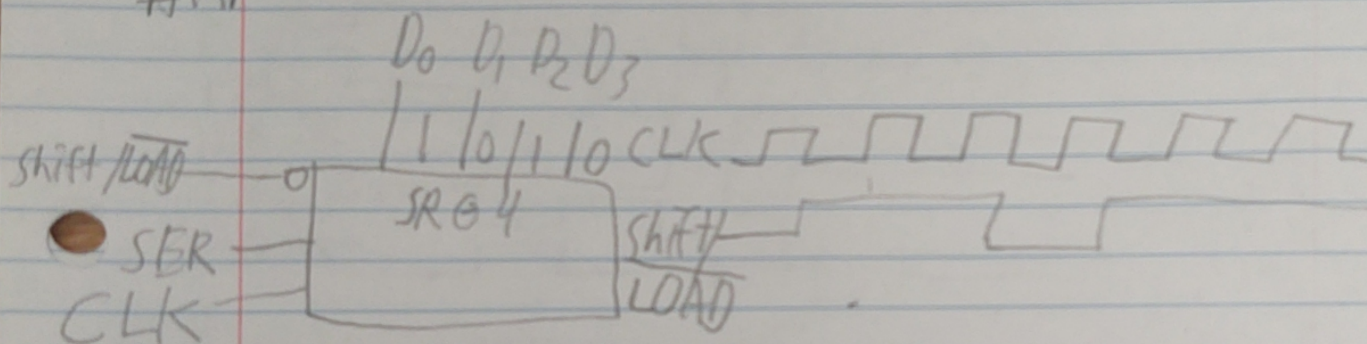 D0 D1 D2 D3
1 0 1 0 CLK
Shift/LOAD
SRG 4
Shift/
SER
LOAD
CLK